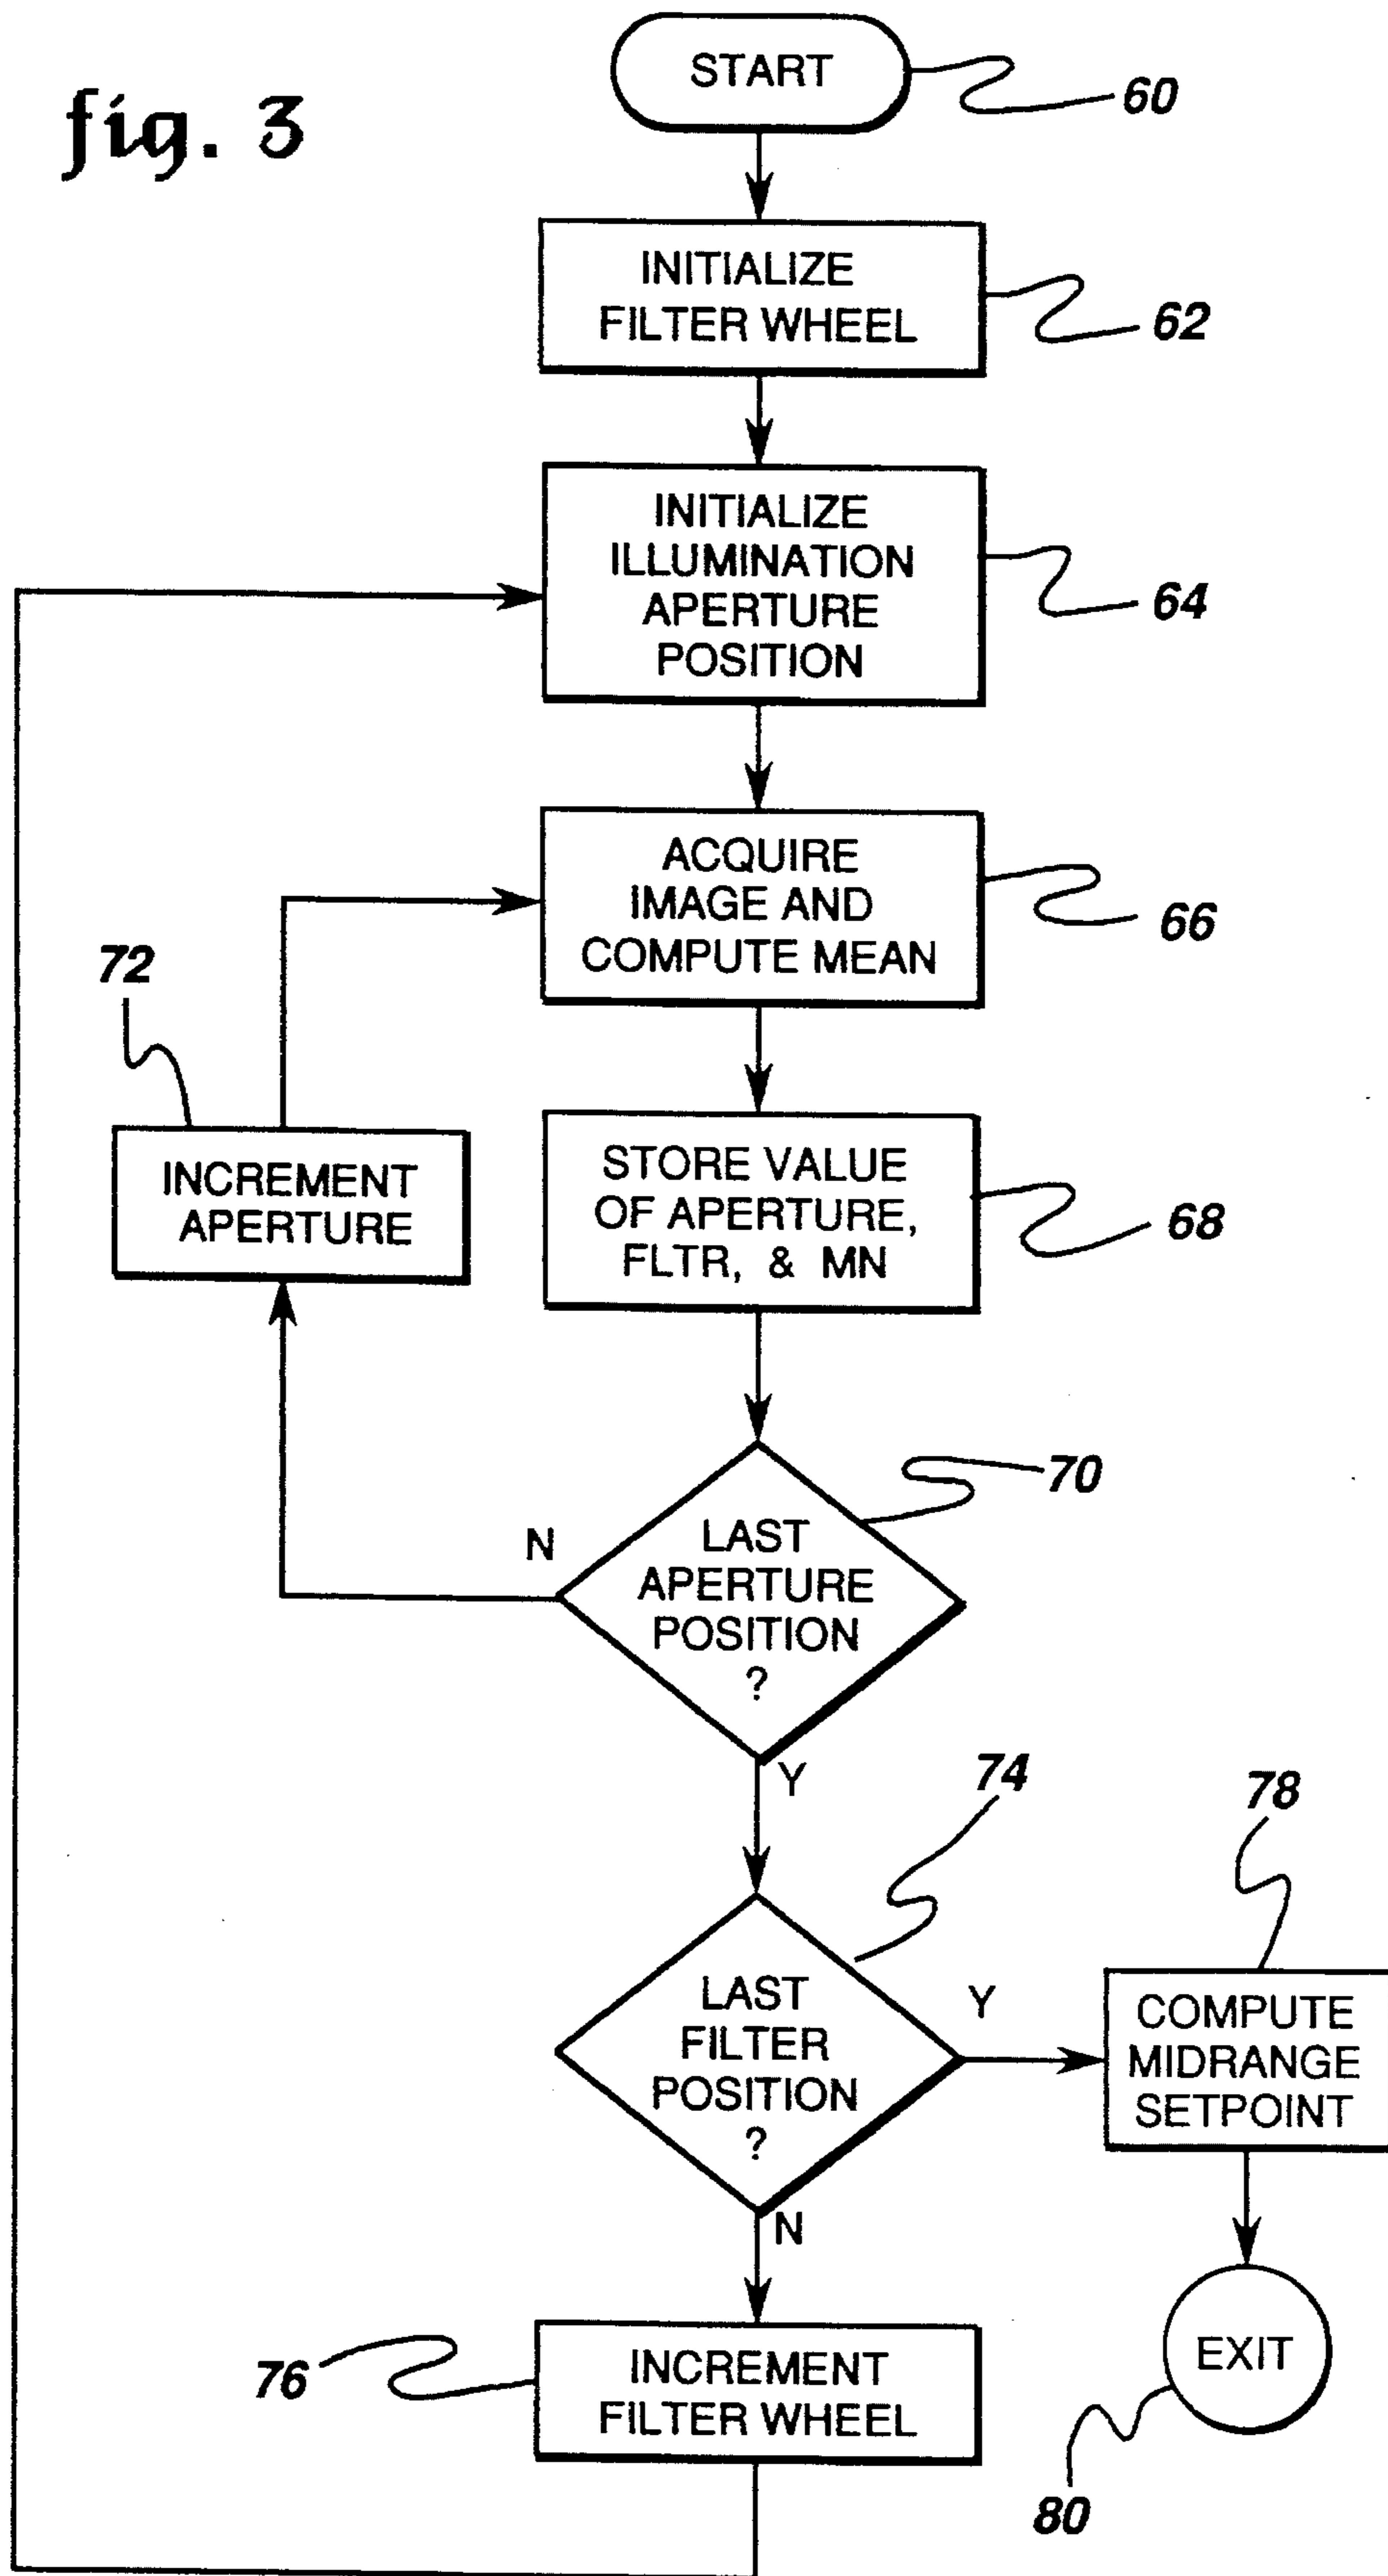 fig. 3
START
60
INITIALIZE
FILTER WHEEL
62
INITIALIZE
ILLUMINATION
APERTURE
POSITION
64
ACQUIRE
IMAGE AND
COMPUTE MEAN
66
72
INCREMENT
APERTURE
STORE VALUE
OF APERTURE,
FLTR, & MN
68
70
N
LAST
APERTURE
POSITION
?
Y
74
78
LAST
FILTER
POSITION
?
Y
COMPUTE
MIDRANGE
SETPOINT
N
76
INCREMENT
FILTER WHEEL
EXIT
80